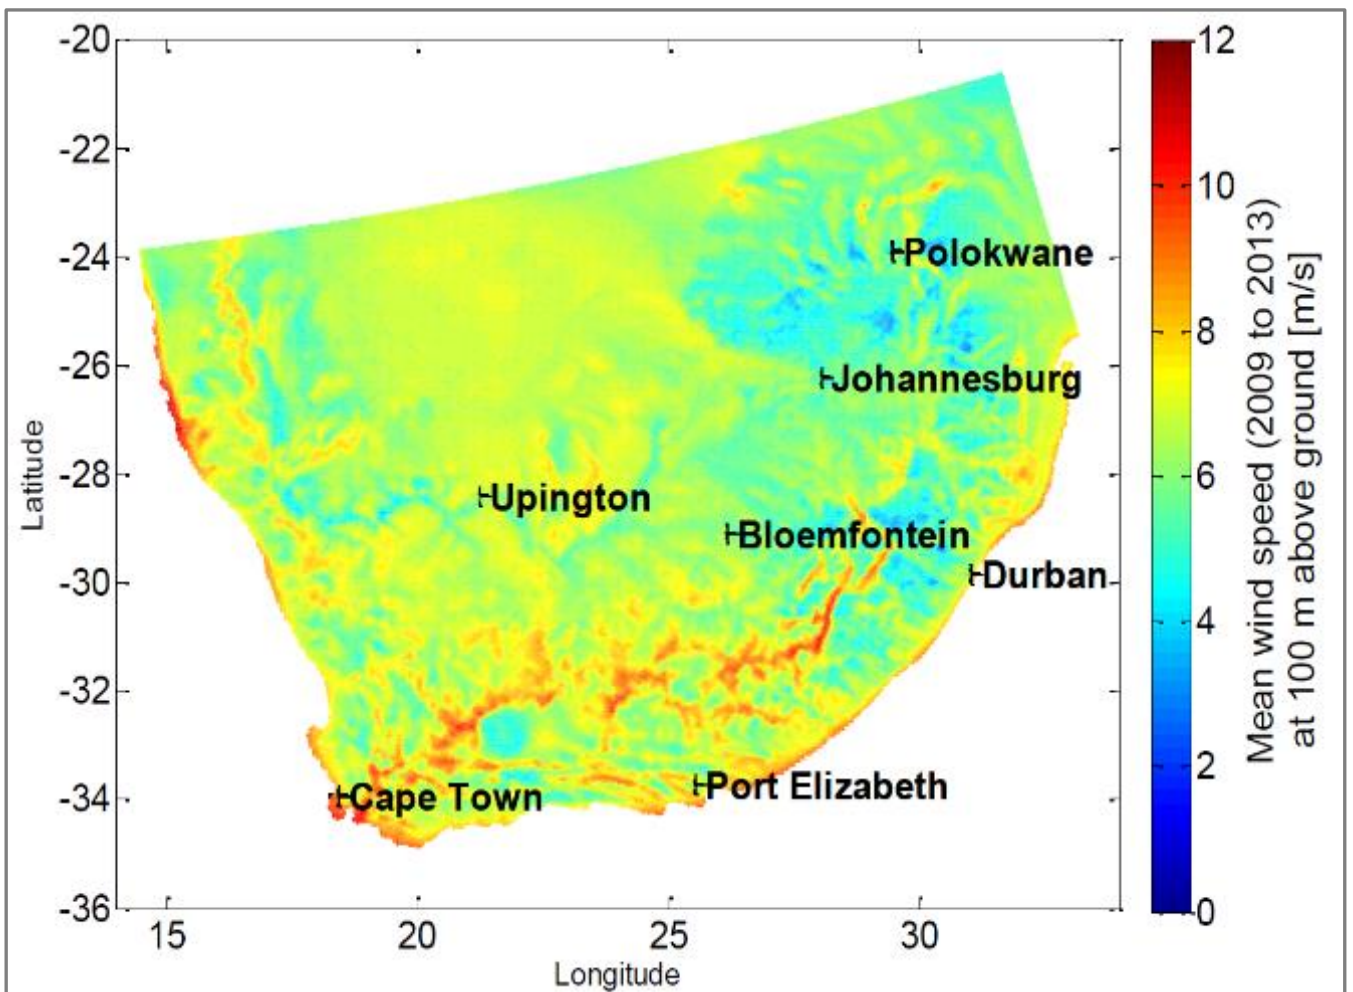 -20
-22
-24
-26
-28
-30
-32
-34
-36
Latitude
15
20
25
30
Longitude
Polokwane
Johannesburg
Upington
Bloemfontein
Durban
Port Elizabeth
Cape Town
12
10
8
6
4
2
0
Mean wind speed (2009 to 2013)
at 100 m above ground [m/s]